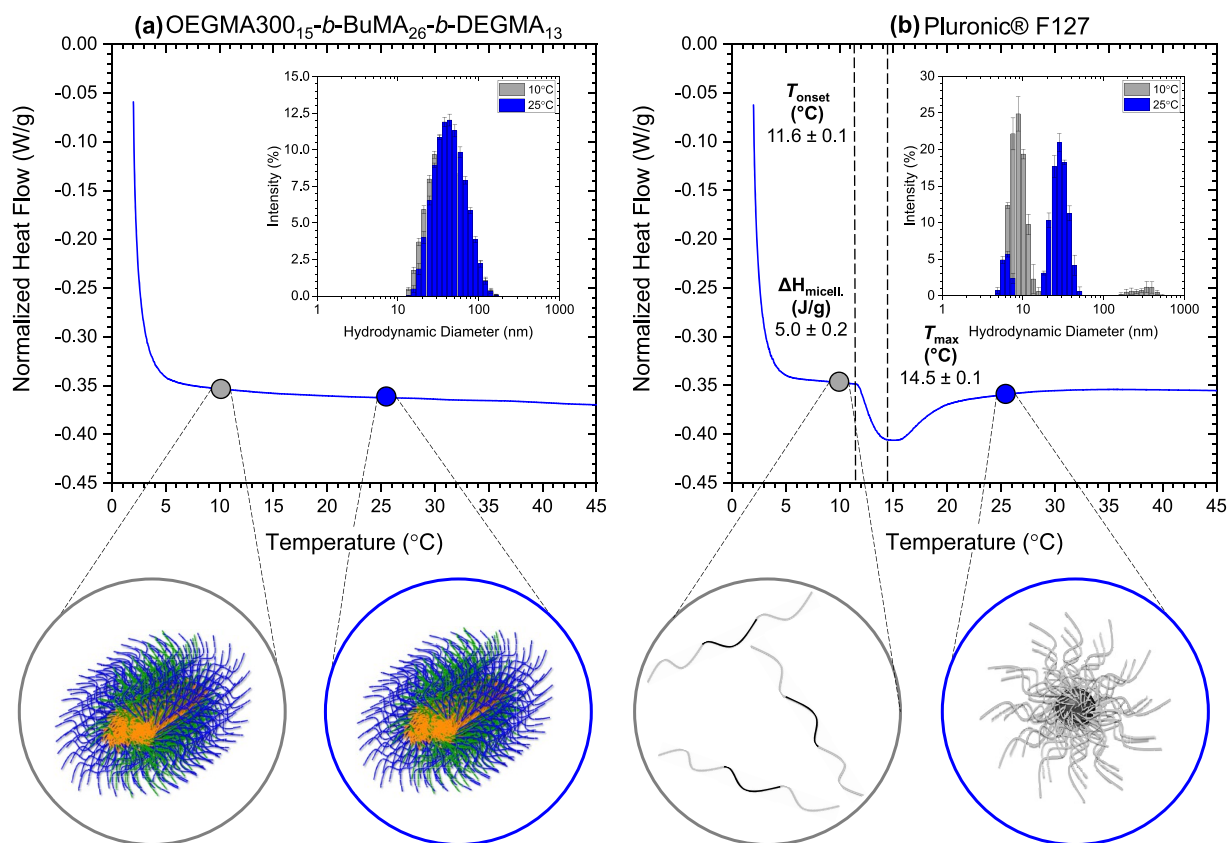 (a) OEGMA300₁₅-b-BuMA₂₆-b-DEGMA₁₃
Normalized Heat Flow (W/g)
0.00
-0.05
-0.10
-0.15
-0.20
-0.25
-0.30
-0.35
-0.40
-0.45
0 5 10 15 20 25 30 35 40 45
Temperature (°C)
Intensity (%)
15.0
12.5
10.0
7.5
5.0
2.5
0.0
1 10 100 1000
Hydrodynamic Diameter (nm)
10°C
25°C
(b) Pluronic® F127
Normalized Heat Flow (W/g)
0.00
-0.05
-0.10
-0.15
-0.20
-0.25
-0.30
-0.35
-0.40
-0.45
0 5 10 15 20 25 30 35 40 45
Temperature (°C)
T onset
(°C)
11.6 ± 0.1
ΔH micell.
(J/g)
5.0 ± 0.2
T max
(°C)
14.5 ± 0.1
Intensity (%)
30
25
20
15
10
5
0
1 10 100 1000
Hydrodynamic Diameter (nm)
10°C
25°C